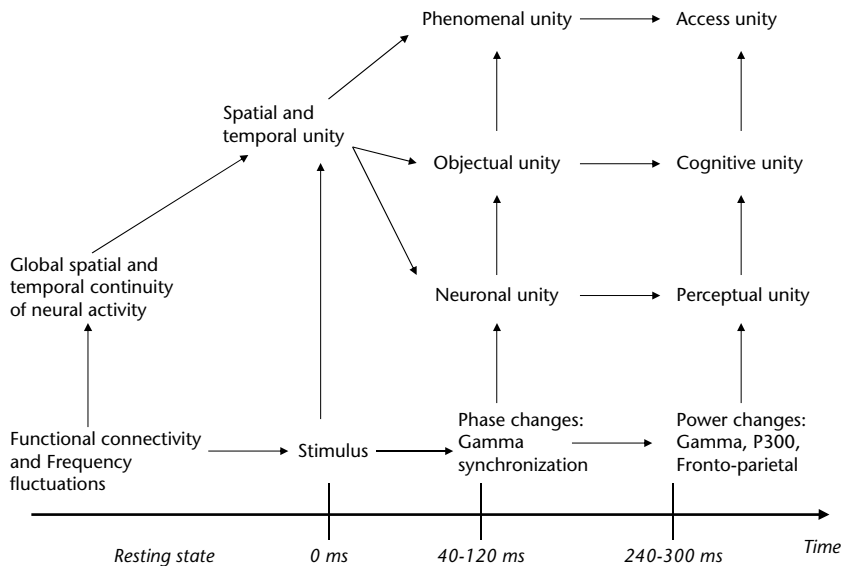 Phenomenal unity
Access unity
Spatial and
temporal unity
Objectual unity
Cognitive unity
Global spatial and
temporal continuity
of neural activity
Neuronal unity
Perceptual unity
Functional connectivity
and Frequency
fluctuations
Stimulus
Phase changes:
Gamma
synchronization
Power changes:
Gamma, P300,
Fronto-parietal
Resting state
0 ms
40-120 ms
240-300 ms
Time